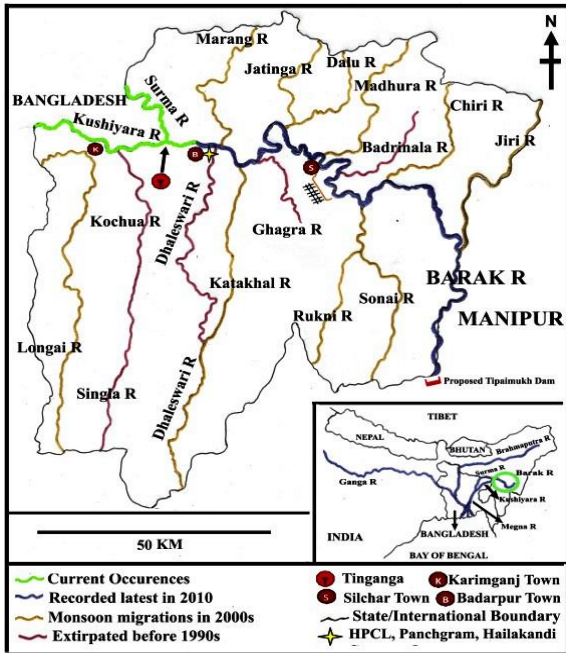 N
Marang R
Jatinga R
Dalu R
Madhura R
Surma R
Chiri R
BANGLADESH
Kushiyara R
Jiri R
Badrinala R
K
B
S
Kochua R
Dhaleswari R
Ghagra R
BARAK R
Katakhal R
MANIPUR
Rukni R
Sonai R
Longai R
Singla R
Dhaleswari R
Proposed Tipaimukh Dam
TIBET
NEPAL
BHUTAN
Brahmaputra R
Surma R
Barak R
Ganga R
Kushiyara R
Megna R
INDIA
BANGLADESH
BAY OF BENGAL
50 KM
Current Occurences
Recorded latest in 2010
Monsoon migrations in 2000s
Extirpated before 1990s
Tinganga
K Karimganj Town
S Silchar Town
B Badarpur Town
State/International Boundary
HPCL, Panchgram, Hailakandi